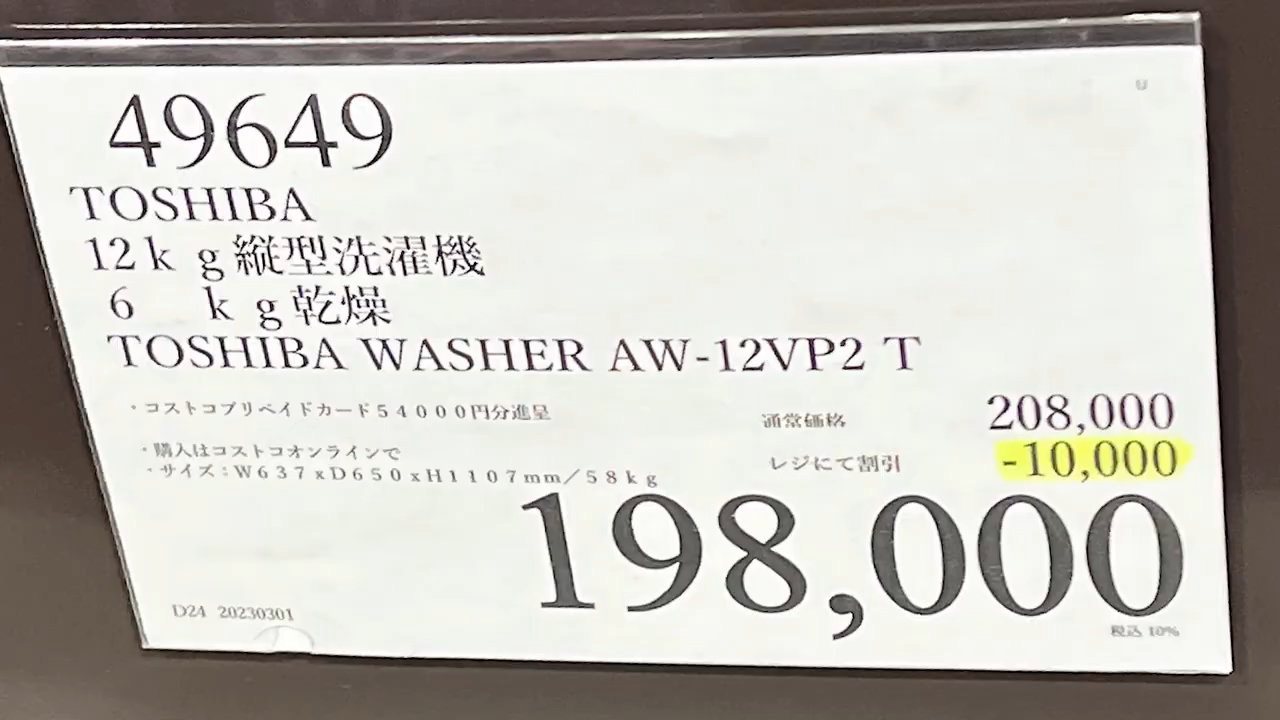 U
49649
TOSHIBA
12kg縦型洗濯機
6 kg乾燥
TOSHIBA WASHER AW-12VP2 T
・コストコプリペイドカード54000円分進呈
通常価格 208,000
・購入はコストコオンラインで
レジにて割引 -10,000
・サイズ:W637xD650xH1107mm/58kg
198,000
D24 20230301
税込 10%